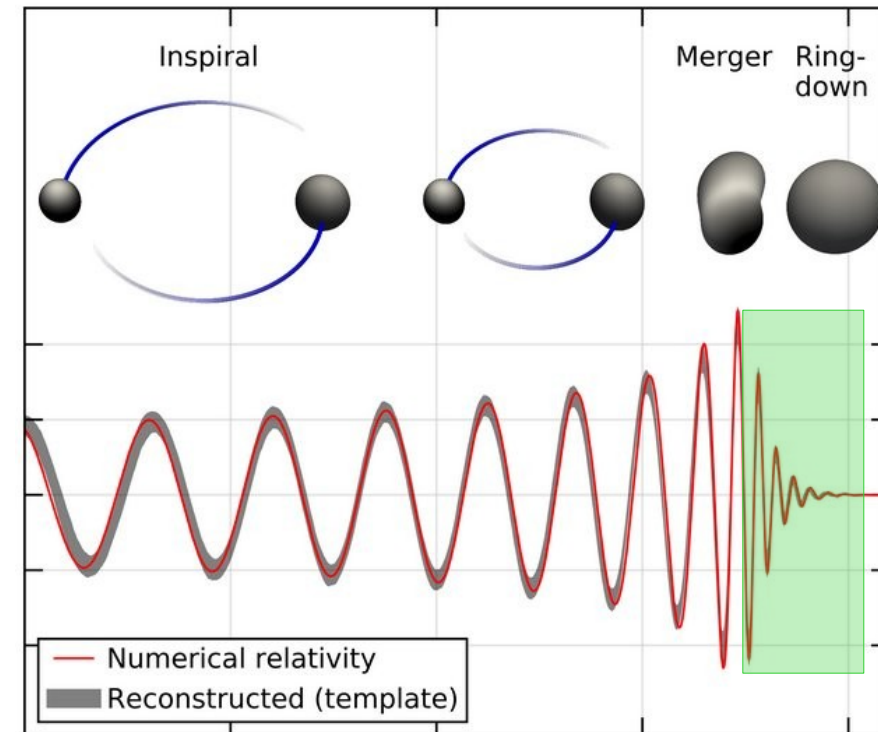 Inspiral
Merger
Ring-
down
Numerical relativity
Reconstructed (template)